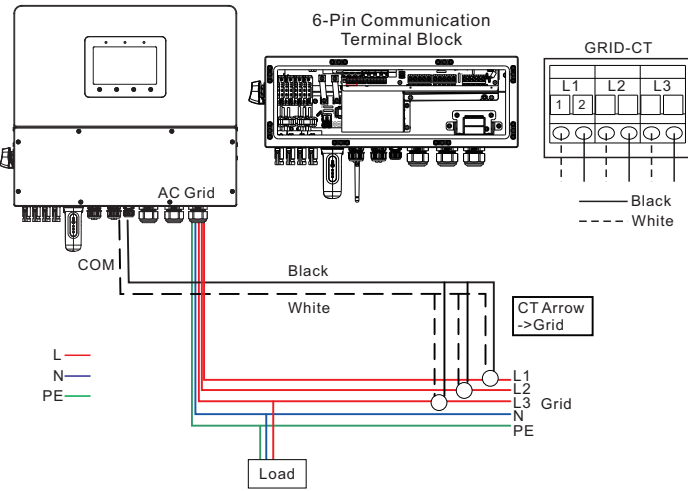 6-Pin Communication
Terminal Block
GRID-CT
L1 L2 L3
1 2
Black
White
AC Grid
COM
Black
White
CT Arrow
->Grid
L
N
PE
L1
L2
L3
N
PE
Grid
Load